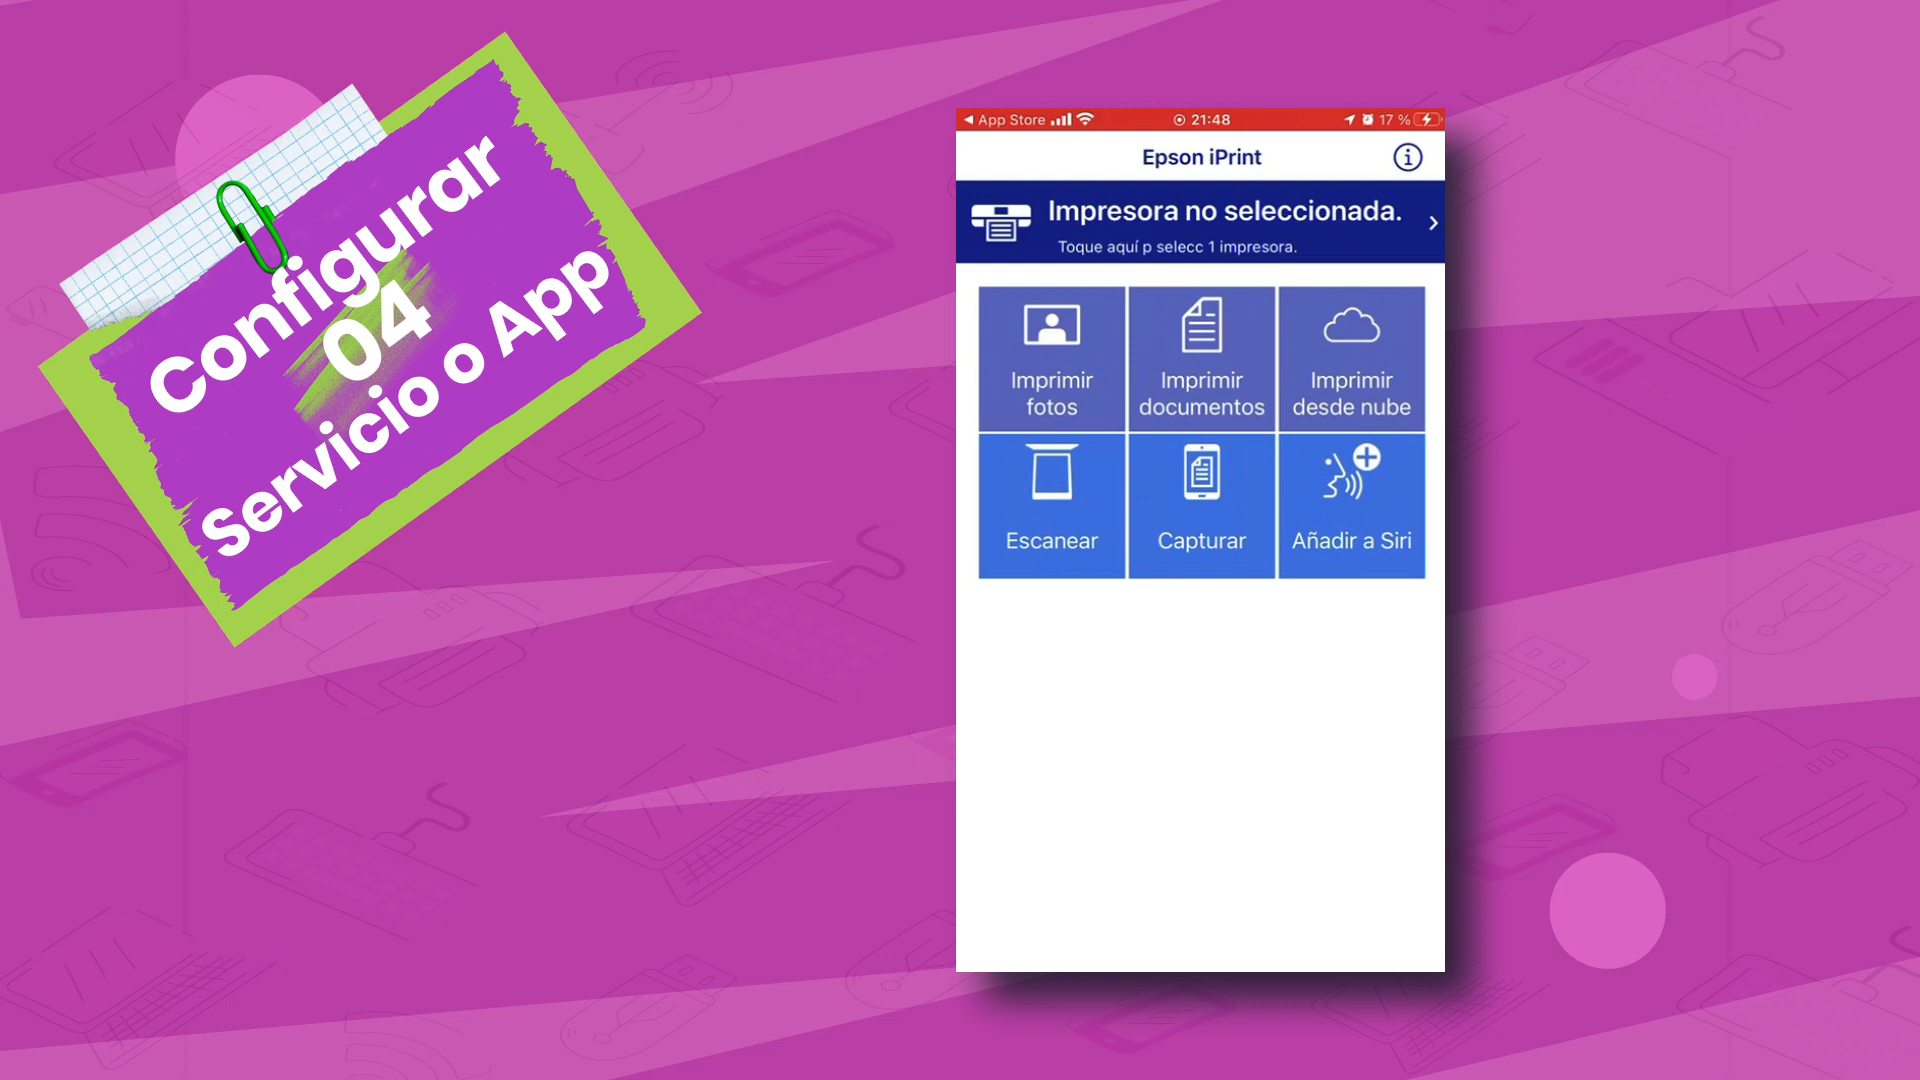 Configurar
04
Servicio o App
App Store
21:48
17 %
Epson iPrint
Impresora no seleccionada.
Toque aquí p selecc 1 impresora.
Imprimir
fotos
Imprimir
documentos
Imprimir
desde nube
Escanear
Capturar
Añadir a Siri